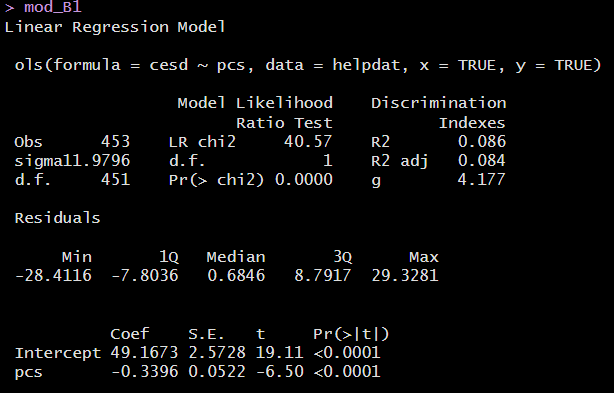 > mod_B1
Linear Regression Model

 ols(formula = cesd ~ pcs, data = helpdat, x = TRUE, y = TRUE)

                 Model Likelihood    Discrimination
                       Ratio Test           Indexes
 Obs      453    LR chi2    40.57    R2       0.086
 sigma11.9796    d.f.           1    R2 adj   0.084
 d.f.     451    Pr(> chi2) 0.0000    g        4.177

 Residuals

      Min       1Q   Median       3Q      Max
 -28.4116  -7.8036   0.6846   8.7917  29.3281

           Coef    S.E.   t     Pr(>|t|)
 Intercept 49.1673 2.5728 19.11 <0.0001
 pcs       -0.3396 0.0522 -6.50 <0.0001